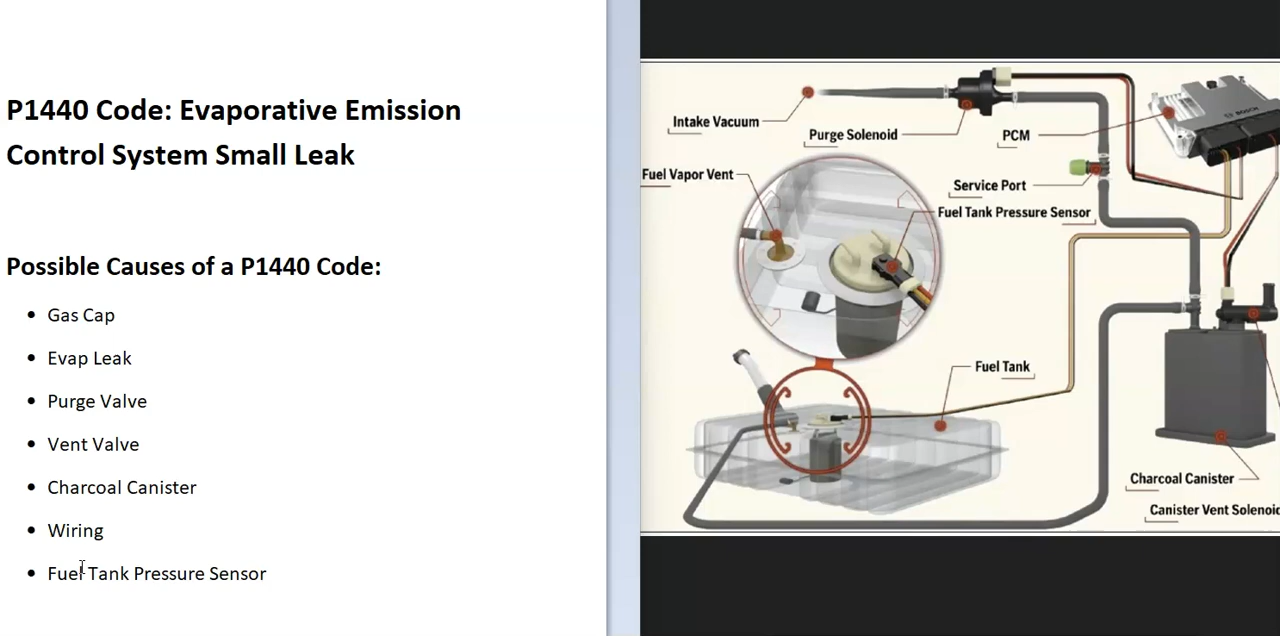 P1440 Code: Evaporative Emission
Control System Small Leak
Possible Causes of a P1440 Code:
• Gas Cap
• Evap Leak
• Purge Valve
• Vent Valve
• Charcoal Canister
• Wiring
• Fuel Tank Pressure Sensor
Intake Vacuum
Purge Solenoid
PCM
BOSCH
Fuel Vapor Vent
Service Port
Fuel Tank Pressure Sensor
Fuel Tank
Charcoal Canister
Canister Vent Solenoid